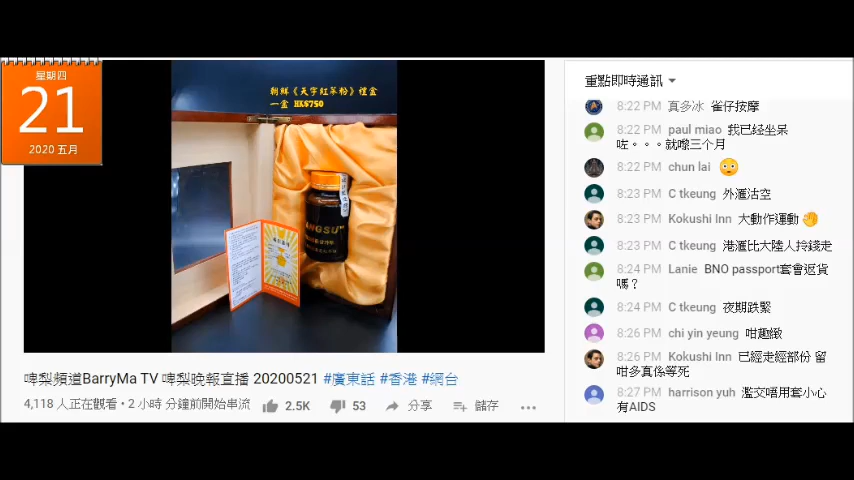 星期四
21
2020 五月
朝鮮《天字紅茶粉》禮盒
一盒 HK$750
ANGSU
啤梨頻道BarryMa TV 啤梨晚報直播 20200521 #廣東話 #香港 #網台
4,118 人正在觀看 • 2 小時 分鐘前開始串流
2.5K
53
分享
儲存
重點即時通訊
8:22 PM 真多冰 雀仔按摩
8:22 PM paul miao 我已經坐呆
咗。。。就嚟三个月
8:22 PM chun lai 😳
8:23 PM C tkeung 外滙沽空
8:23 PM Kokushi Inn 大動作運動 🤚
8:23 PM C tkeung 港滙比大陸人拎錢走
8:24 PM Lanie BNO passport套會返貨
嗎？
8:24 PM C tkeung 夜期跌緊
8:26 PM chi yin yeung 咁趣緻
8:26 PM Kokushi Inn 已經走經部份 留
咁多真係等死
8:27 PM harrison yuh 濫交唔用套小心
有AIDS